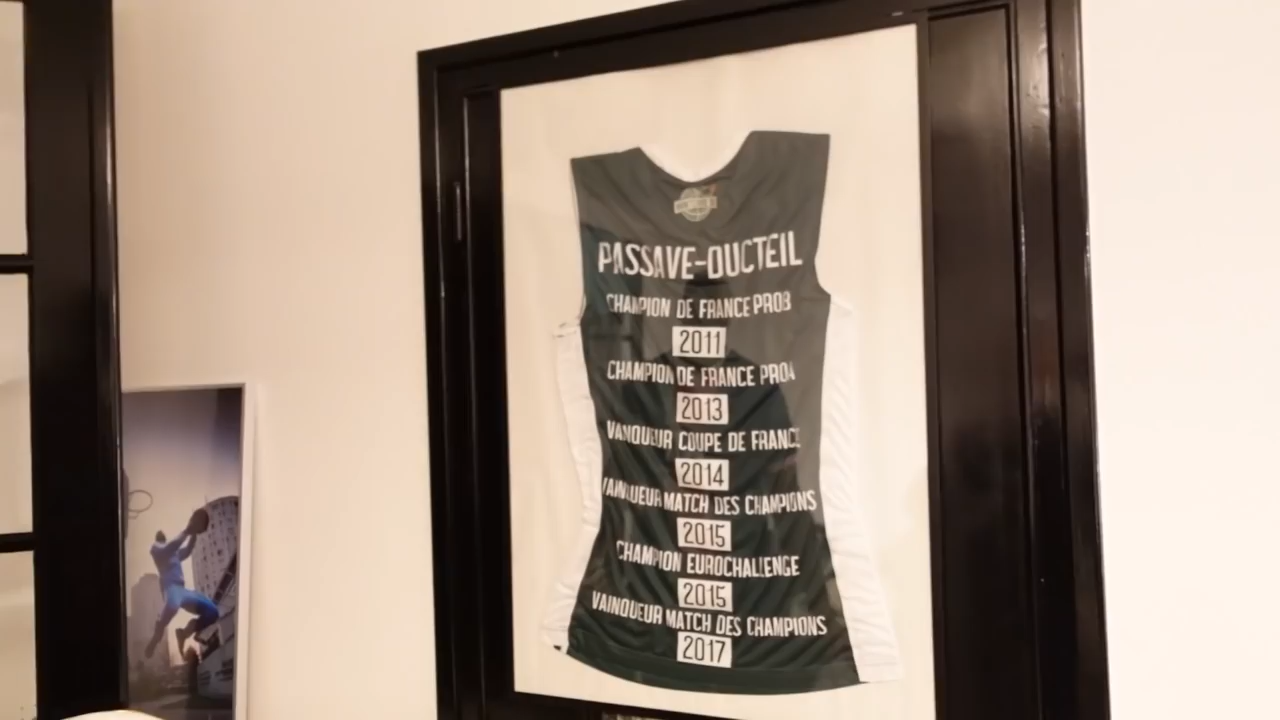 PASSAVE-DUCTEIL
CHAMPION DE FRANCE PROB
2011
CHAMPION DE FRANCE PROA
2013
VAINQUEUR COUPE DE FRANCE
2014
VAINQUEUR MATCH DES CHAMPIONS
2015
CHAMPION EUROCHALLENGE
2015
VAINQUEUR MATCH DES CHAMPIONS
2017